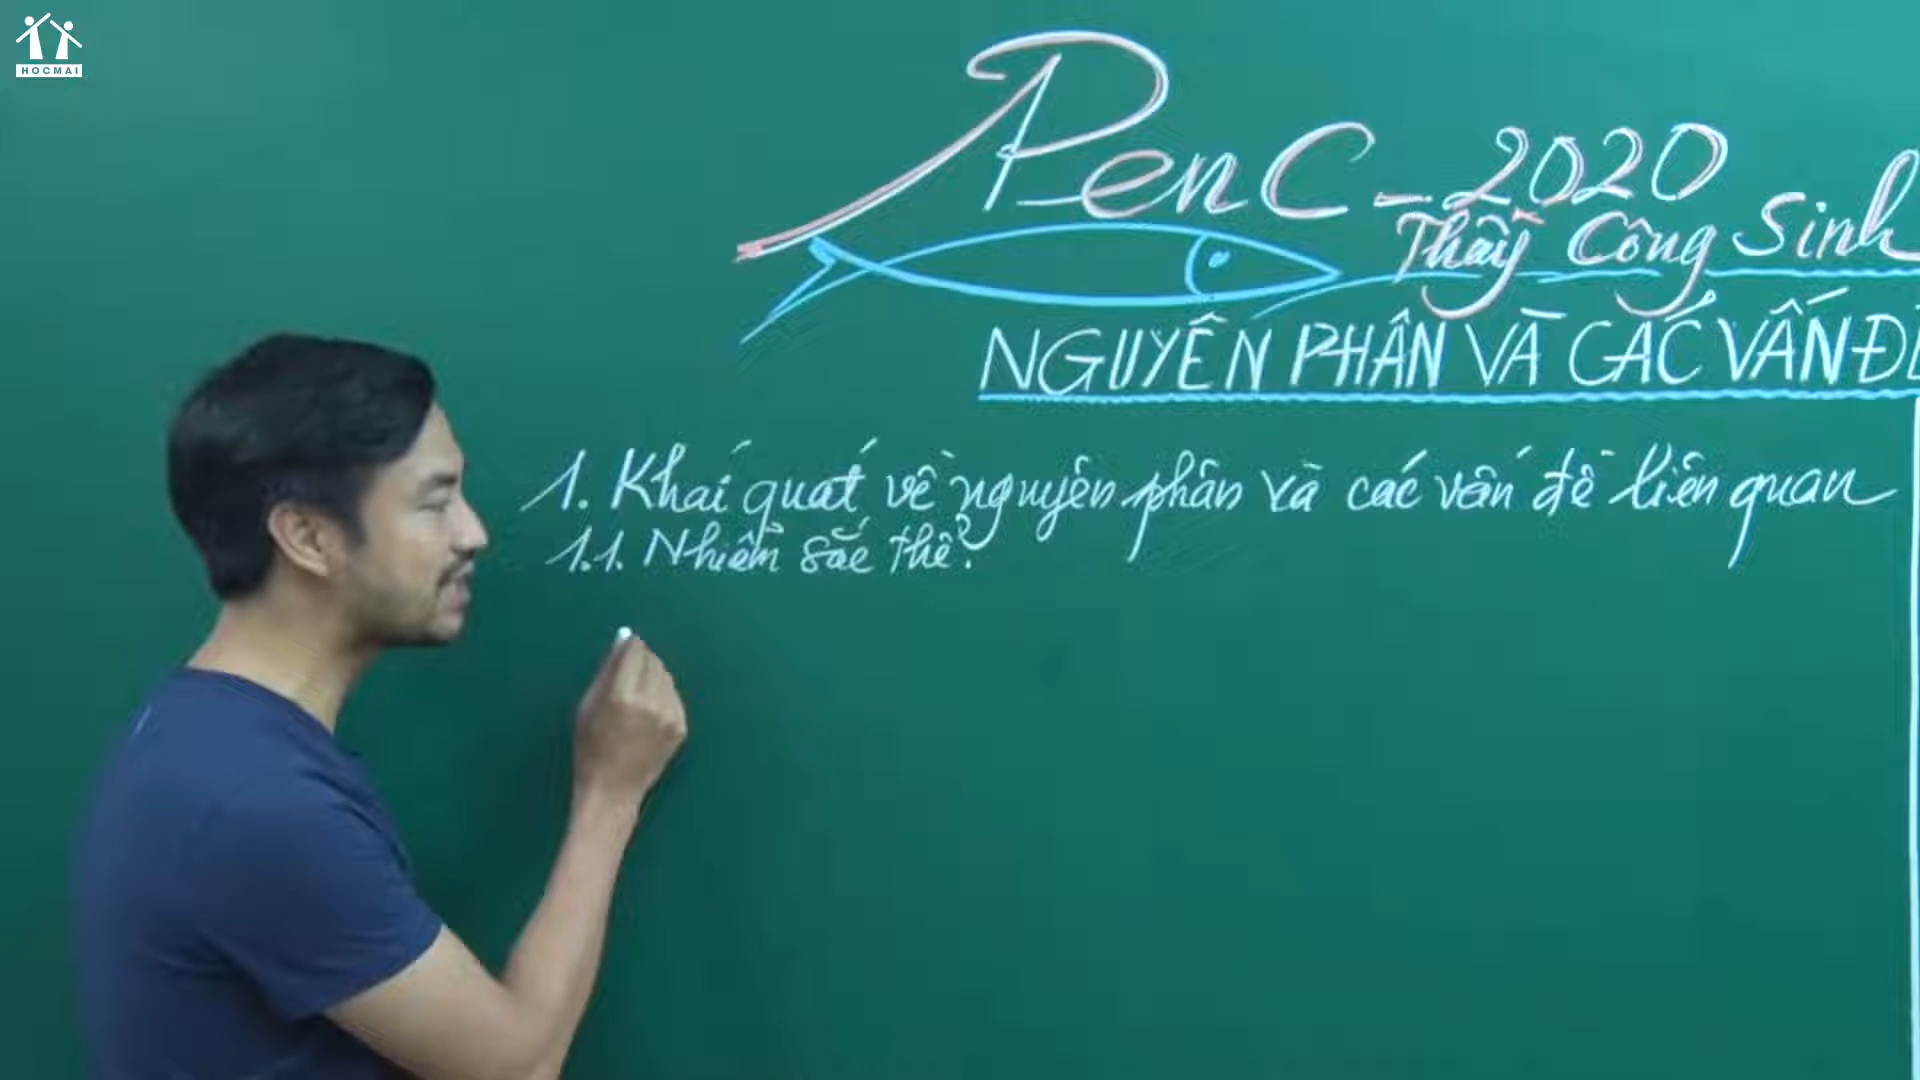 HOCMAI
Pen C - 2020
Thầy Công Sinh
NGUYÊN PHÂN VÀ CÁC VẤN ĐỀ
1. Khái quát về nguyên phân và các vấn đề liên quan
1.1. Nhiễm sắc thể.